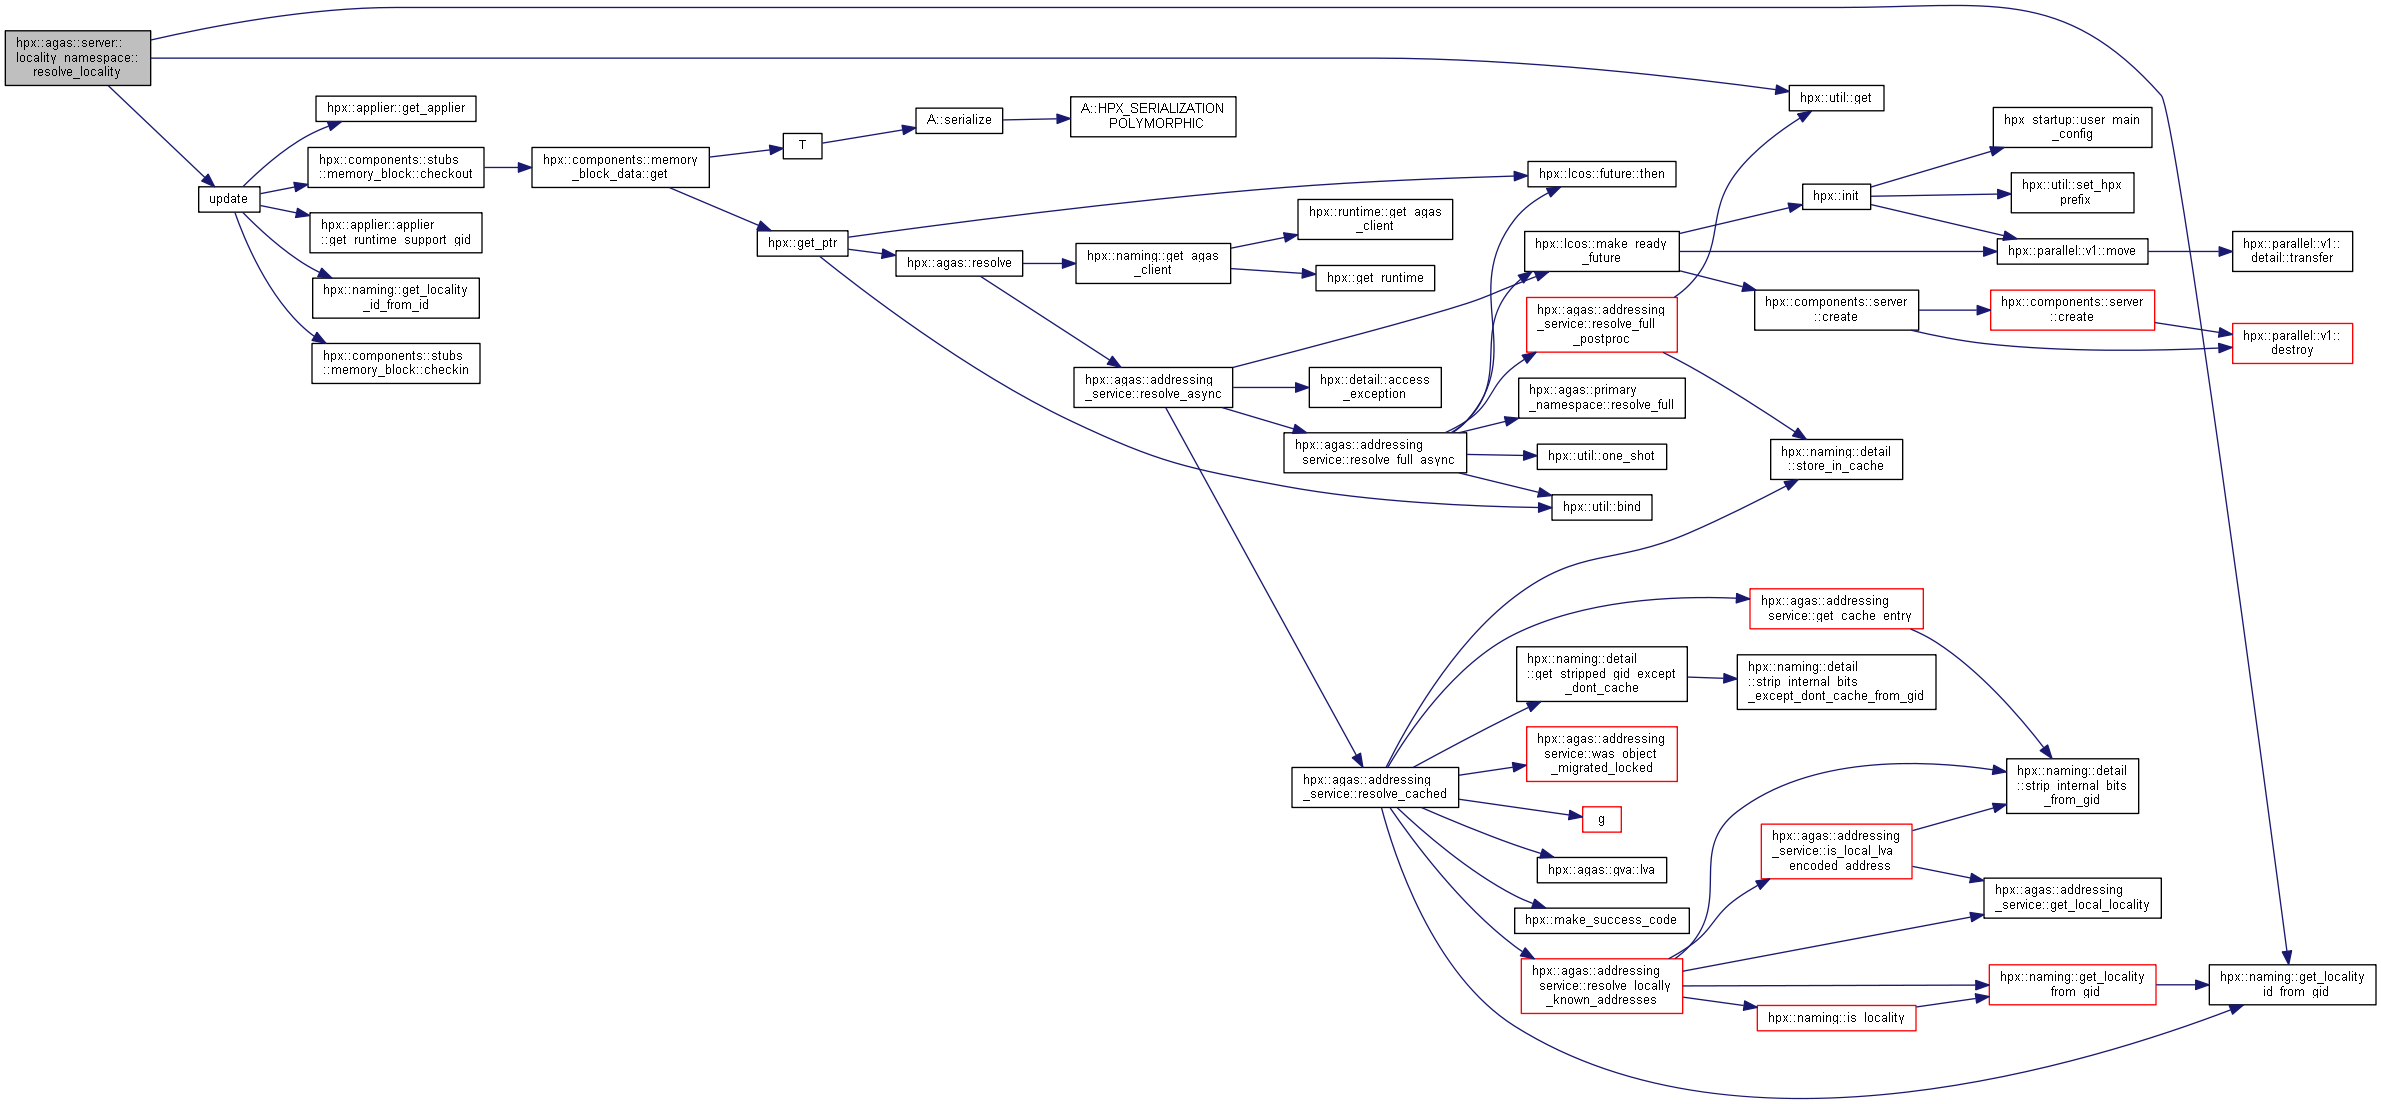 hpx::agas::server::
locality_namespace::
resolve_locality
update
hpx::applier::get_applier
hpx::components::stubs
::memory_block::checkout
hpx::applier::applier
::get_runtime_support_gid
hpx::naming::get_locality
_id_from_id
hpx::components::stubs
::memory_block::checkin
hpx::components::memory
_block_data::get
T
A::serialize
A::HPX_SERIALIZATION
_POLYMORPHIC
hpx::get_ptr
hpx::agas::resolve
hpx::naming::get_agas
_client
hpx::runtime::get_agas
_client
hpx::get_runtime
hpx::agas::addressing
_service::resolve_async
hpx::detail::access
_exception
hpx::agas::addressing
_service::resolve_full_async
hpx::lcos::future::then
hpx::lcos::make_ready
_future
hpx::agas::addressing
_service::resolve_full
_postproc
hpx::agas::primary
_namespace::resolve_full
hpx::util::one_shot
hpx::util::bind
hpx::util::get
hpx::init
hpx_startup::user_main
_config
hpx::util::set_hpx
_prefix
hpx::parallel::v1::move
hpx::parallel::v1::
detail::transfer
hpx::components::server
::create
hpx::components::server
::create
hpx::parallel::v1::
destroy
hpx::naming::detail
::store_in_cache
hpx::agas::addressing
_service::resolve_cached
hpx::agas::addressing
_service::get_cache_entry
hpx::naming::detail
::get_stripped_gid_except
_dont_cache
hpx::naming::detail
::strip_internal_bits
_except_dont_cache_from_gid
hpx::agas::addressing
_service::was_object
_migrated_locked
g
hpx::agas::gva::lva
hpx::make_success_code
hpx::agas::addressing
_service::resolve_locally
_known_addresses
hpx::naming::detail
::strip_internal_bits
_from_gid
hpx::agas::addressing
_service::is_local_lva
_encoded_address
hpx::agas::addressing
_service::get_local_locality
hpx::naming::get_locality
_from_gid
hpx::naming::is_locality
hpx::naming::get_locality
_id_from_gid